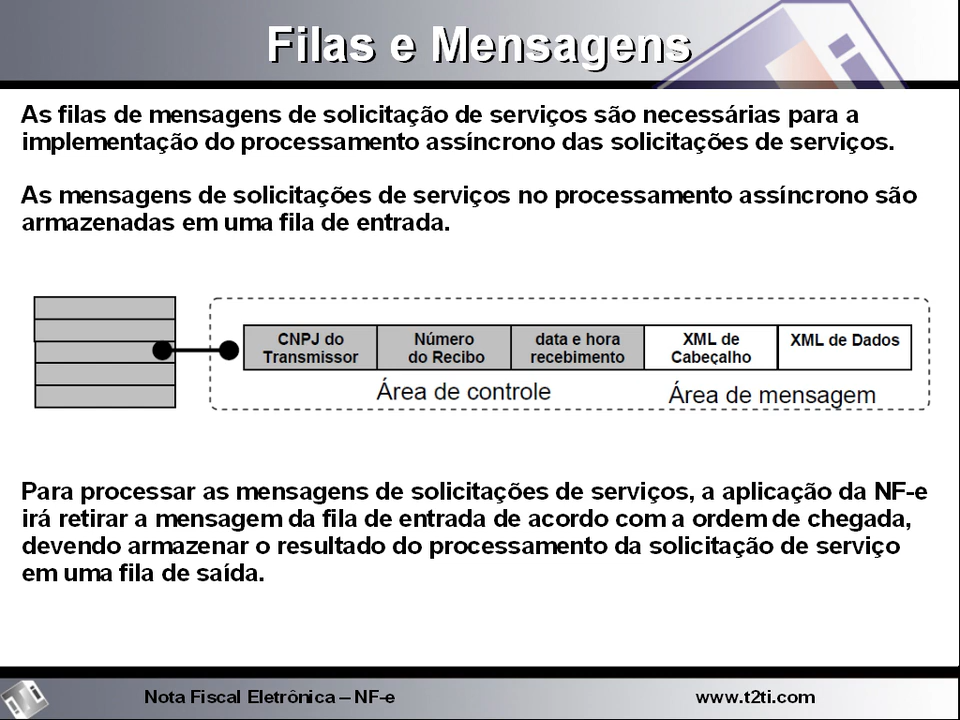 Filas e Mensagens
As filas de mensagens de solicitação de serviços são necessárias para a
implementação do processamento assíncrono das solicitações de serviços.
As mensagens de solicitações de serviços no processamento assíncrono são
armazenadas em uma fila de entrada.
CNPJ do Transmissor
Número do Recibo
data e hora recebimento
XML de Cabeçalho
XML de Dados
Área de controle
Área de mensagem
Para processar as mensagens de solicitações de serviços, a aplicação da NF-e
irá retirar a mensagem da fila de entrada de acordo com a ordem de chegada,
devendo armazenar o resultado do processamento da solicitação de serviço
em uma fila de saída.
Nota Fiscal Eletrônica – NF-e
www.t2ti.com